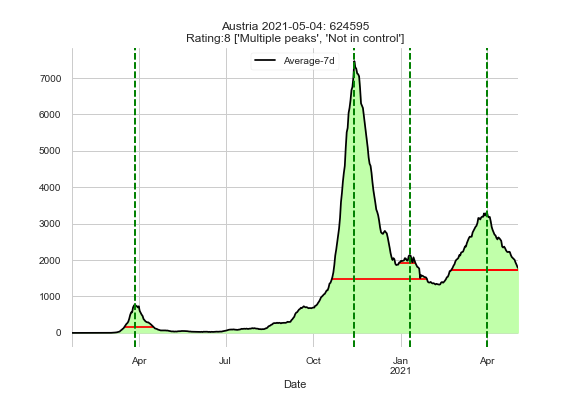 Austria 2021-05-04: 624595
Rating:8 ['Multiple peaks', 'Not in control']
Average-7d
7000
6000
5000
4000
3000
2000
1000
0
Apr Jul Oct Jan Apr
2021
Date